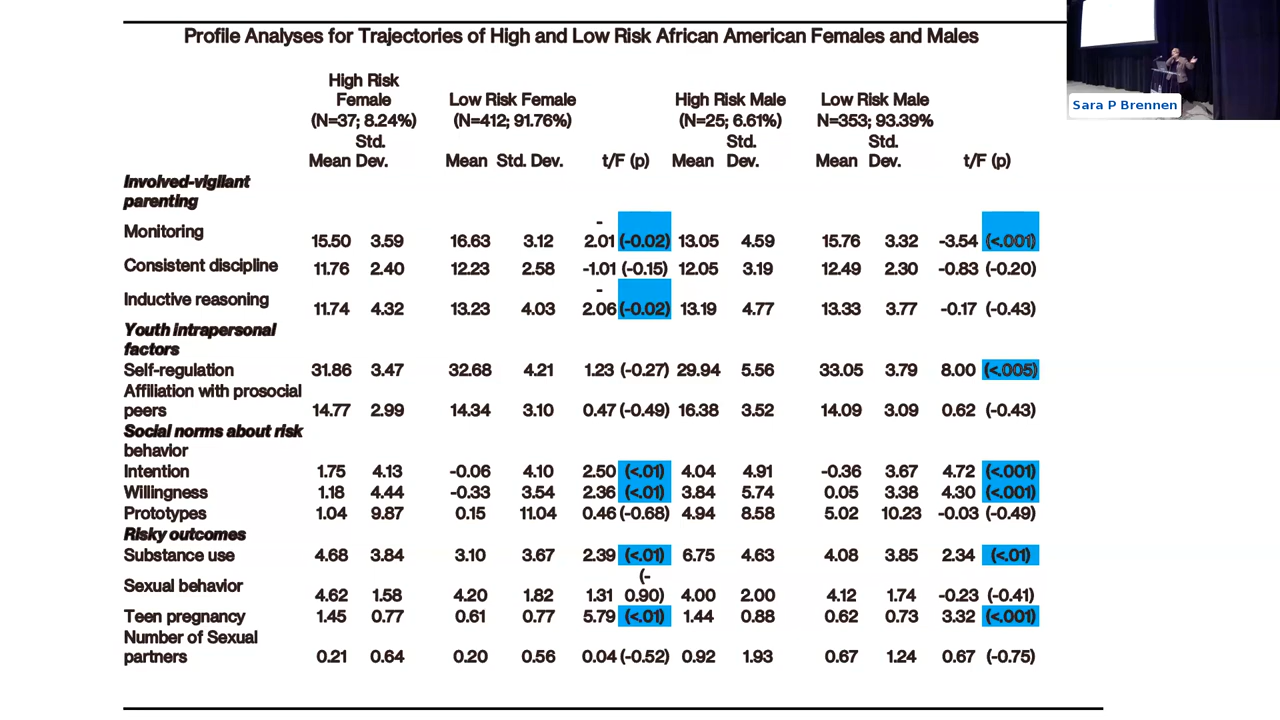 Profile Analyses for Trajectories of High and Low Risk African American Females and Males
Sara P Brennen
High Risk
Female Low Risk Female High Risk Male Low Risk Male
(N=37; 8.24%) (N=412; 91.76%) (N=25; 6.61%) N=353; 93.39%
Std. Std. Std.
Mean Dev. Mean Std. Dev. t/F (p) Mean Dev. Mean Dev. t/F (p)
Involved-vigilant
parenting
Monitoring 15.50 3.59 16.63 3.12 -2.01 (-0.02) 13.05 4.59 15.76 3.32 -3.54 (<.001)
Consistent discipline 11.76 2.40 12.23 2.58 -1.01 (-0.15) 12.05 3.19 12.49 2.30 -0.83 (-0.20)
Inductive reasoning 11.74 4.32 13.23 4.03 -2.06 (-0.02) 13.19 4.77 13.33 3.77 -0.17 (-0.43)
Youth intrapersonal
factors
Self-regulation 31.86 3.47 32.68 4.21 1.23 (-0.27) 29.94 5.56 33.05 3.79 8.00 (<.005)
Affiliation with prosocial
peers 14.77 2.99 14.34 3.10 0.47 (-0.49) 16.38 3.52 14.09 3.09 0.62 (-0.43)
Social norms about risk
behavior
Intention 1.75 4.13 -0.06 4.10 2.50 (<.01) 4.04 4.91 -0.36 3.67 4.72 (<.001)
Willingness 1.18 4.44 -0.33 3.54 2.36 (<.01) 3.84 5.74 0.05 3.38 4.30 (<.001)
Prototypes 1.04 9.87 0.15 11.04 0.46 (-0.68) 4.94 8.58 5.02 10.23 -0.03 (-0.49)
Risky outcomes
Substance use 4.68 3.84 3.10 3.67 2.39 (<.01) 6.75 4.63 4.08 3.85 2.34 (<.01)
Sexual behavior 4.62 1.58 4.20 1.82 1.31 (-0.90) 4.00 2.00 4.12 1.74 -0.23 (-0.41)
Teen pregnancy 1.45 0.77 0.61 0.77 5.79 (<.01) 1.44 0.88 0.62 0.73 3.32 (<.001)
Number of Sexual
partners 0.21 0.64 0.20 0.56 0.04 (-0.52) 0.92 1.93 0.67 1.24 0.67 (-0.75)